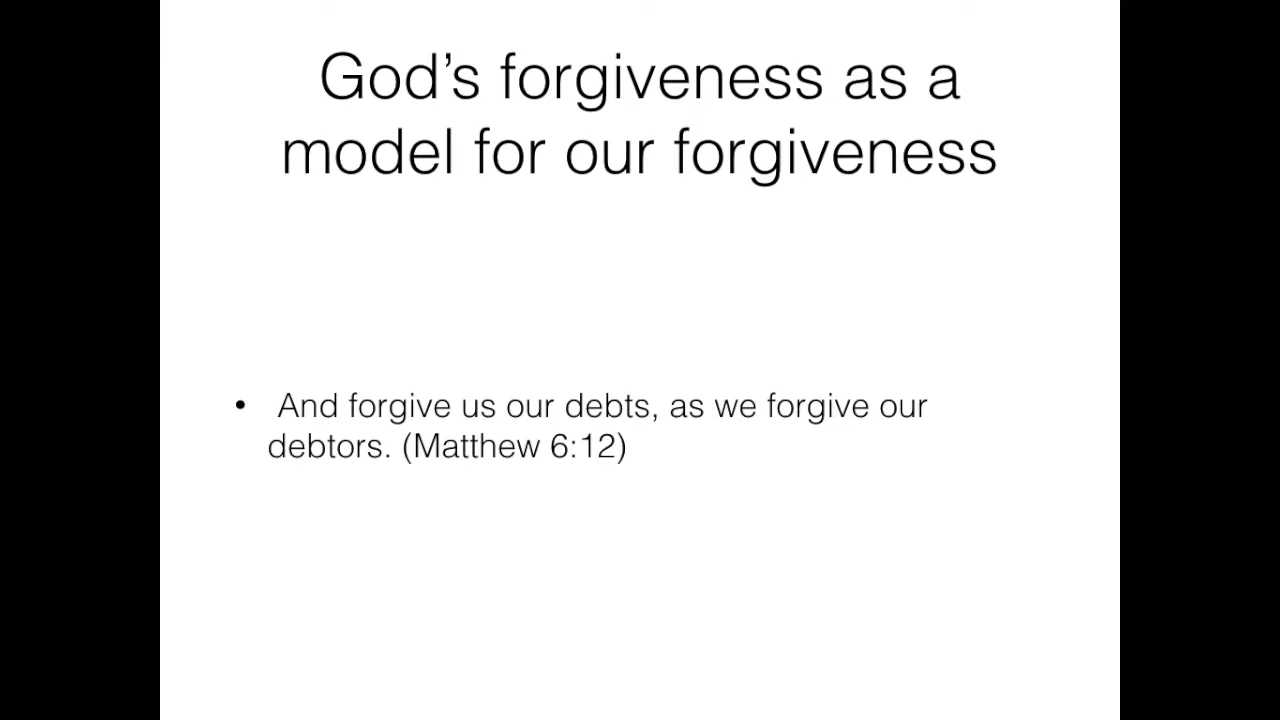 God’s forgiveness as a
model for our forgiveness
• And forgive us our debts, as we forgive our
debtors. (Matthew 6:12)